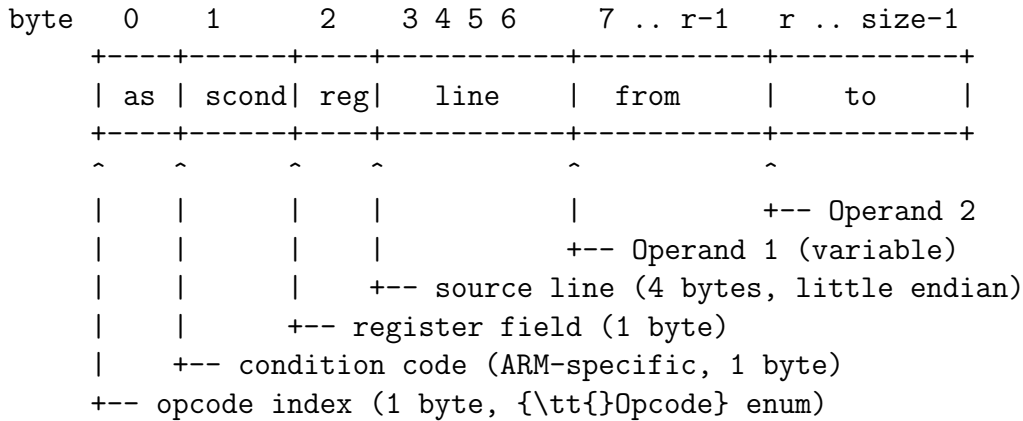 byte   0   1      2    3 4 5 6     7 .. r-1   r .. size-1
     +----+------+----+-----------+-----------+-----------+
     | as | scond| reg|   line    |  from     |    to     |
     +----+------+----+-----------+-----------+-----------+
     ^    ^      ^    ^           ^           ^
     |    |      |    |           |           +-- Operand 2
     |    |      |    |           +-- Operand 1 (variable)
     |    |      |    +-- source line (4 bytes, little endian)
     |    |      +-- register field (1 byte)
     |    +-- condition code (ARM-specific, 1 byte)
     +-- opcode index (1 byte, {\tt{}Opcode} enum)